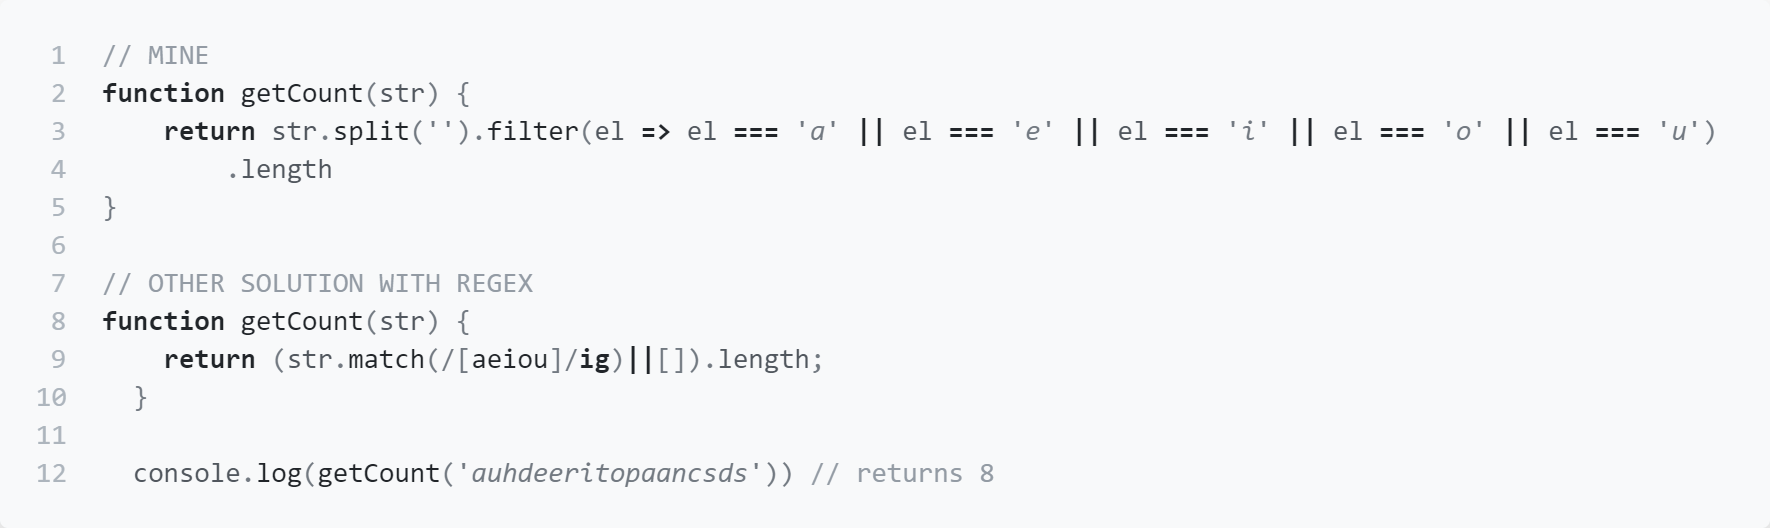 1 // MINE
2 function getCount(str) {
3     return str.split('').filter(el => el === 'a' || el === 'e' || el === 'i' || el === 'o' || el === 'u')
4         .length
5 }
6
7 // OTHER SOLUTION WITH REGEX
8 function getCount(str) {
9     return (str.match(/[aeiou]/ig)||[]).length;
10   }
11
12   console.log(getCount('auhdeeritopaancsds')) // returns 8